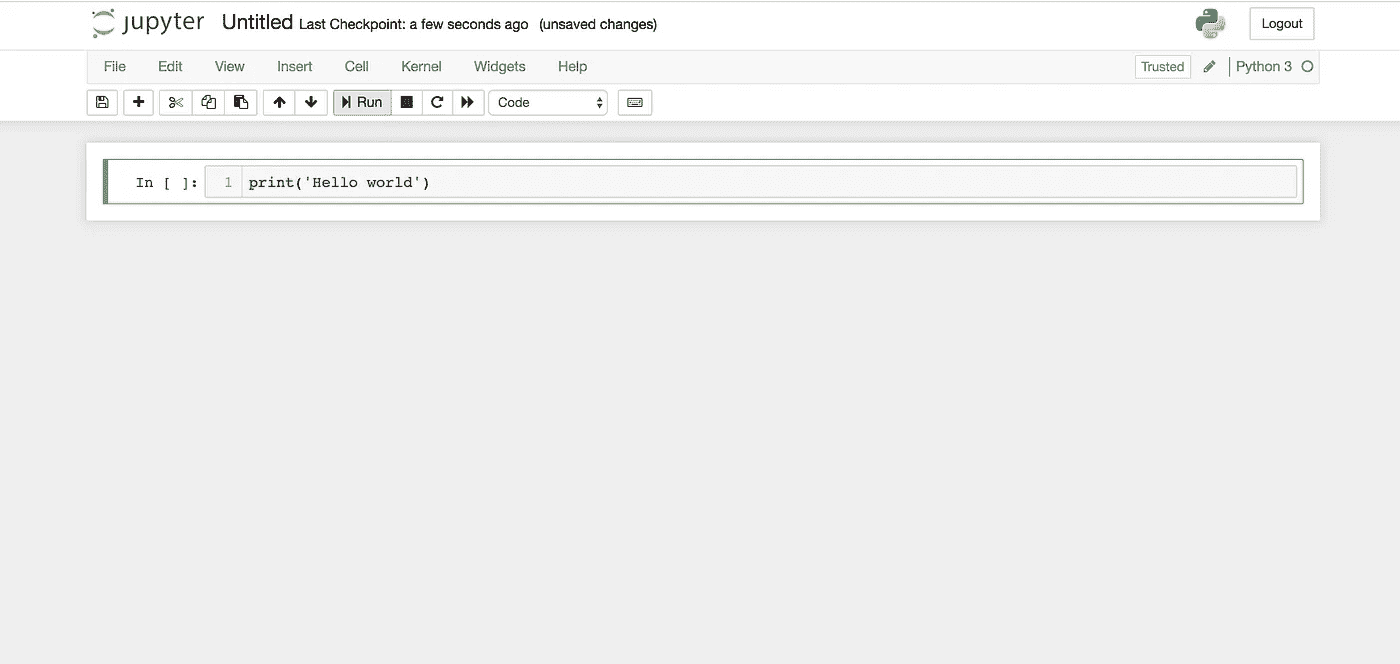 jupyter Untitled Last Checkpoint: a few seconds ago (unsaved changes) Logout
File Edit View Insert Cell Kernel Widgets Help Trusted Python 3
Run Code
In [ ]: 1 print('Hello world')